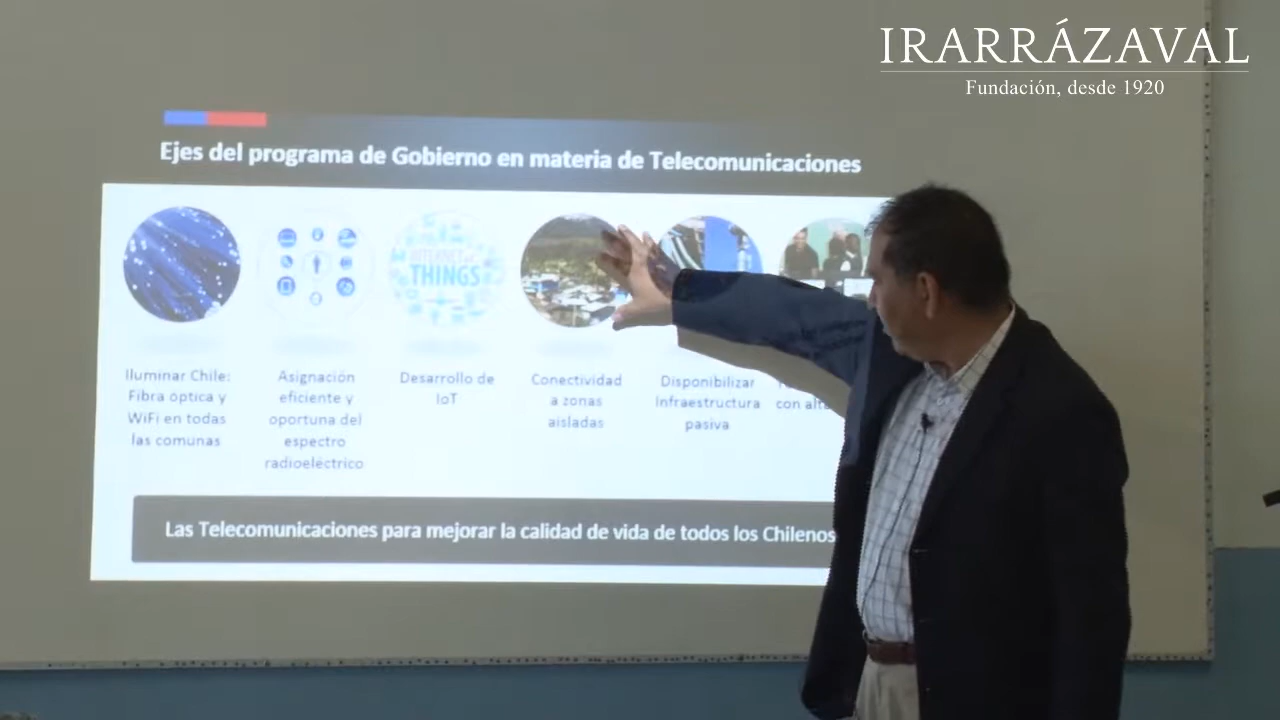 IRARRÁZAVAL
Fundación, desde 1920
Ejes del programa de Gobierno en materia de Telecomunicaciones
INTERNET
THINGS
Iluminar Chile:
Fibra óptica y
WiFi en todas
las comunas
Asignación
eficiente y
oportuna del
espectro
radioeléctrico
Desarrollo de
IoT
Conectividad
a zonas
aisladas
Disponibilizar
Infraestructura
pasiva
con
Las Telecomunicaciones para mejorar la calidad de vida de todos los Chilenos